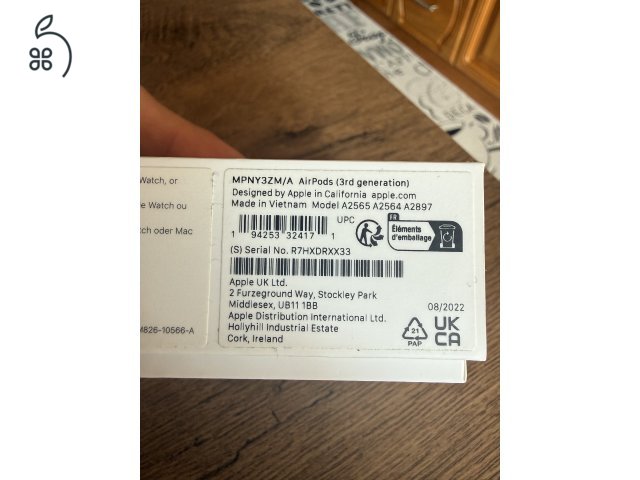 MPNY3ZM/A AirPods (3rd generation)
Designed by Apple in California apple.com
Made in Vietnam Model A2565 A2564 A2897
1 94253 32417 1
UPC
FR
Éléments
d'emballage
(S) Serial No. R7HXDRXX33
Apple UK Ltd.
2 Furzeground Way, Stockley Park
Middlesex, UB11 1BB
Apple Distribution International Ltd.
Hollyhill Industrial Estate
Cork, Ireland
08/2022
21
PAP
UK
CA
Watch, or
Watch ou
tch oder Mac
M826-10566-A